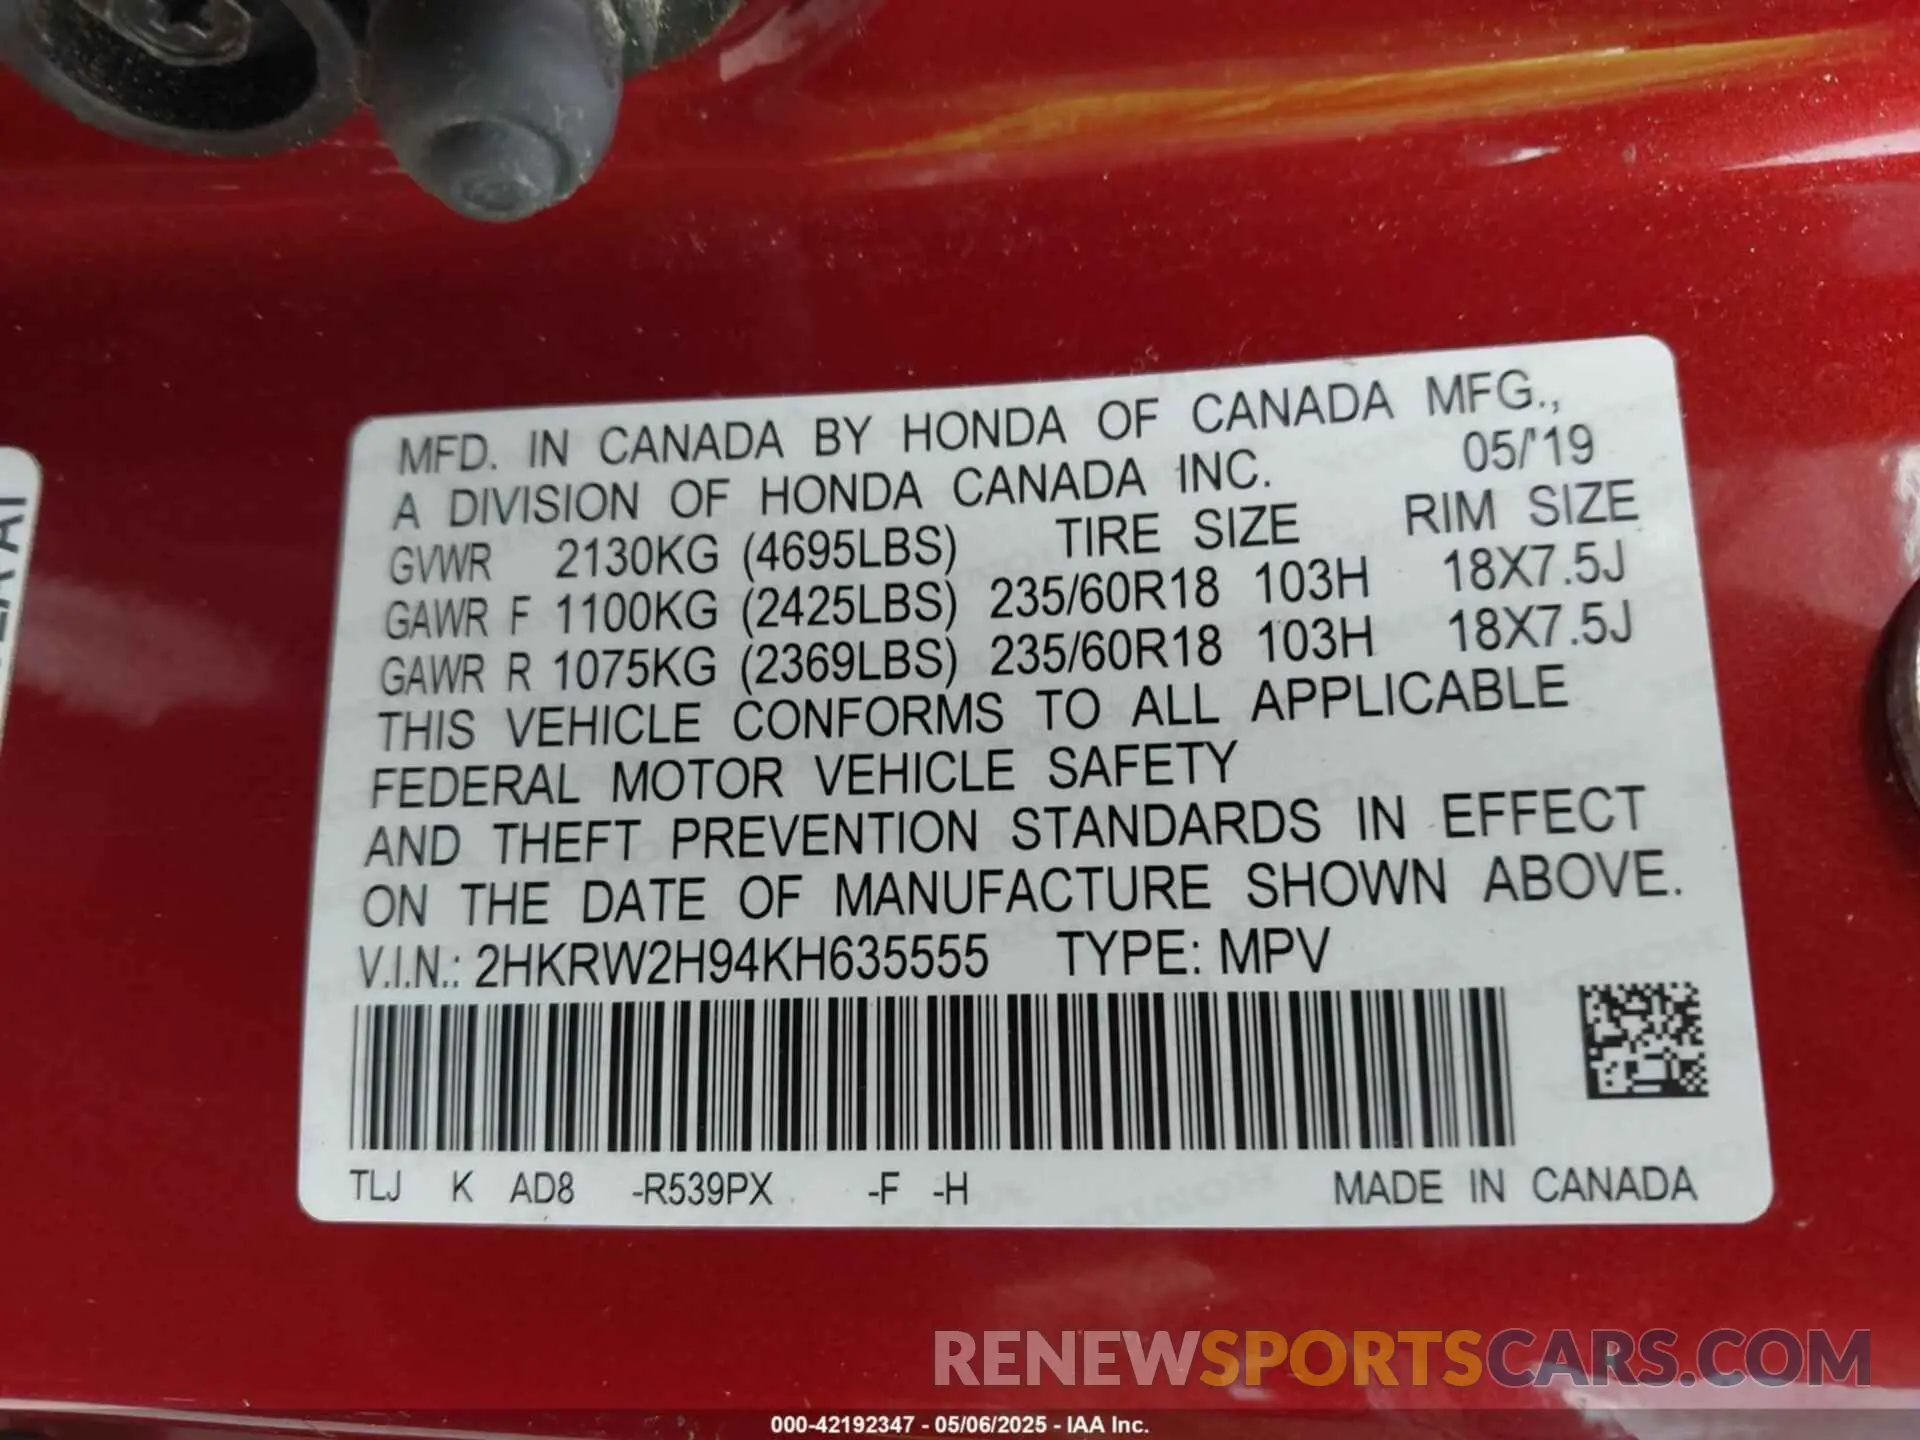 MFD. IN CANADA BY HONDA OF CANADA MFG.,
A DIVISION OF HONDA CANADA INC. 05/'19
GVWR 2130KG (4695LBS) TIRE SIZE RIM SIZE
GAWR F 1100KG (2425LBS) 235/60R18 103H 18X7.5J
GAWR R 1075KG (2369LBS) 235/60R18 103H 18X7.5J
THIS VEHICLE CONFORMS TO ALL APPLICABLE
FEDERAL MOTOR VEHICLE SAFETY
AND THEFT PREVENTION STANDARDS IN EFFECT
ON THE DATE OF MANUFACTURE SHOWN ABOVE.
V.I.N.: 2HKRW2H94KH635555 TYPE: MPV
TLJ K AD8 -R539PX -F -H MADE IN CANADA
RENEWSPORTSCARS.COM
000-42192347 - 05/06/2025 - IAA Inc.